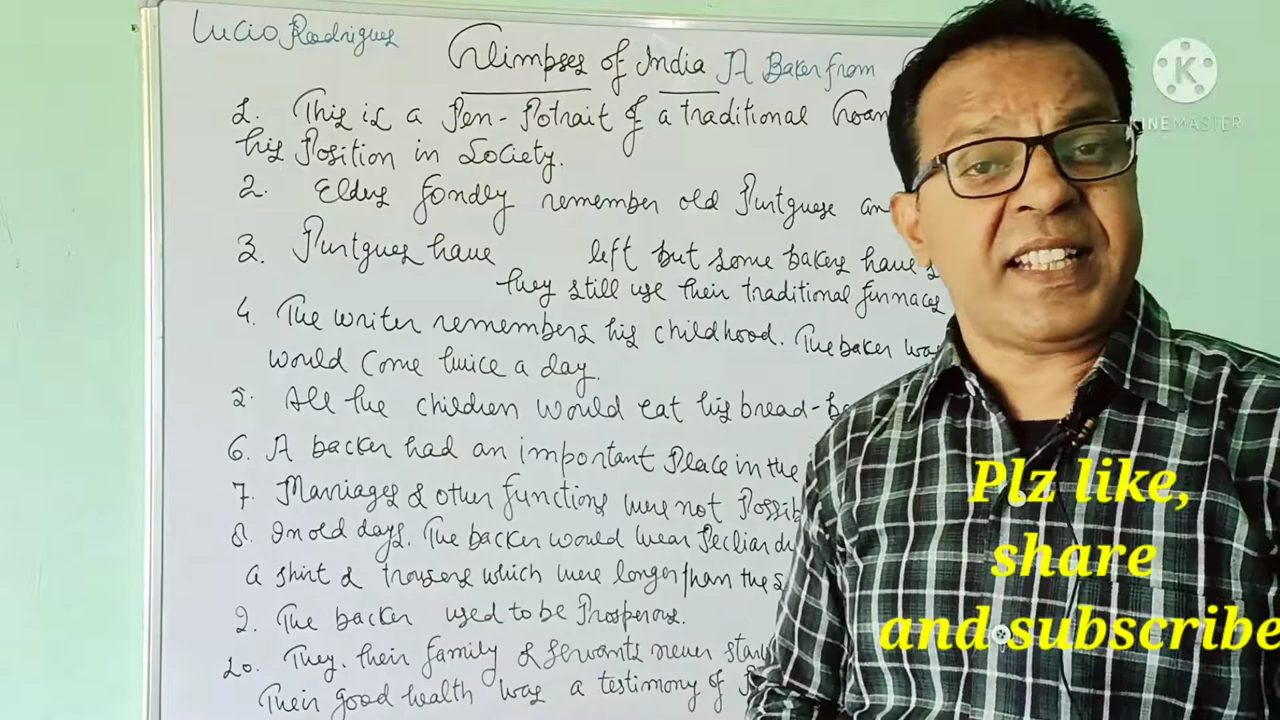 Lucio Rodrigues
Glimpses of India A Baker from
1. This is a Pen-Potrait of a traditional Goan
his Position in Society.
2. Elders fondly remember old Purtguese an
3. Purtgues have left but some bakers have s
they still use their traditional furnaces
4. The writer remembers his childhood. The baker was
would come twice a day.
5. All the children would eat his bread-ba
6. A backer had an important Place in the
7. Marriages & other functions were not Possib
8. In old days. The backer would wear Pecliar dr
a shirt & trousers which were longer than the s
9. The backer used to be Prosperous.
10. They, their family & servants never starv
Their good health was a testimony of P
KINEMASTER
Plz like,
share
and subscribe